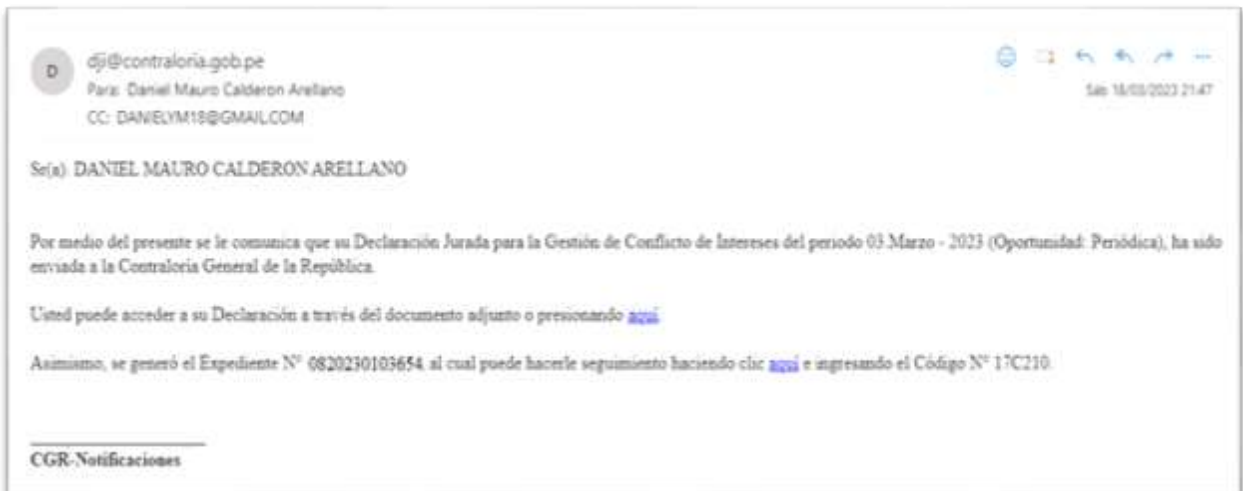 D
dji@contraloria.gob.pe
Para: Daniel Mauro Calderon Arellano
Sáb 18/03/2023 21:47
CC: DANIELYM18@GMAIL.COM
Sr(a). DANIEL MAURO CALDERON ARELLANO
Por medio del presente se le comunica que su Declaración Jurada para la Gestión de Conflicto de Intereses del periodo 03 Marzo - 2023 (Oportunidad: Periódica), ha sido
enviada a la Contraloría General de la República.
Usted puede acceder a su Declaración a través del documento adjunto o presionando aquí.
Asimismo, se generó el Expediente N° 0820230103654, al cual puede hacerle seguimiento haciendo clic aquí e ingresando el Código N° 17C210.
CGR-Notificaciones